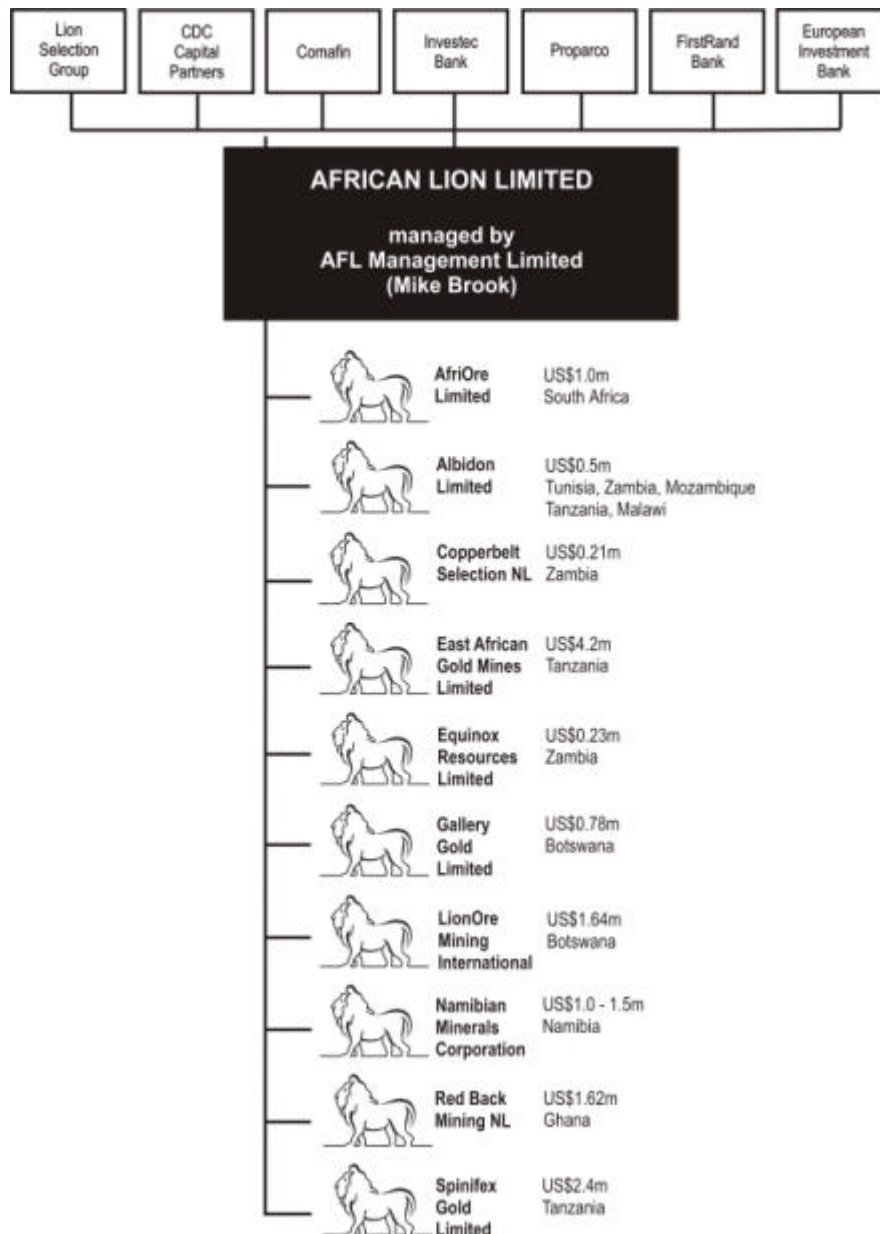 Lion
Selection
Group
CDC
Capital
Partners
Comafin
Investec
Bank
Proparco
FirstRand
Bank
European
Investment
Bank
AFRICAN LION LIMITED
managed by
AFL Management Limited
(Mike Brook)
AfriOre
Limited
US$1.0m
South Africa
Albidon
Limited
US$0.5m
Tunisia, Zambia, Mozambique
Tanzania, Malawi
Copperbelt
Selection NL
US$0.21m
Zambia
East African
Gold Mines
Limited
US$4.2m
Tanzania
Equinox
Resources
Limited
US$0.23m
Zambia
Gallery
Gold
Limited
US$0.78m
Botswana
LionOre
Mining
International
US$1.64m
Botswana
Namibian
Minerals
Corporation
US$1.0 - 1.5m
Namibia
Red Back
Mining NL
US$1.62m
Ghana
Spinifex
Gold
Limited
US$2.4m
Tanzania